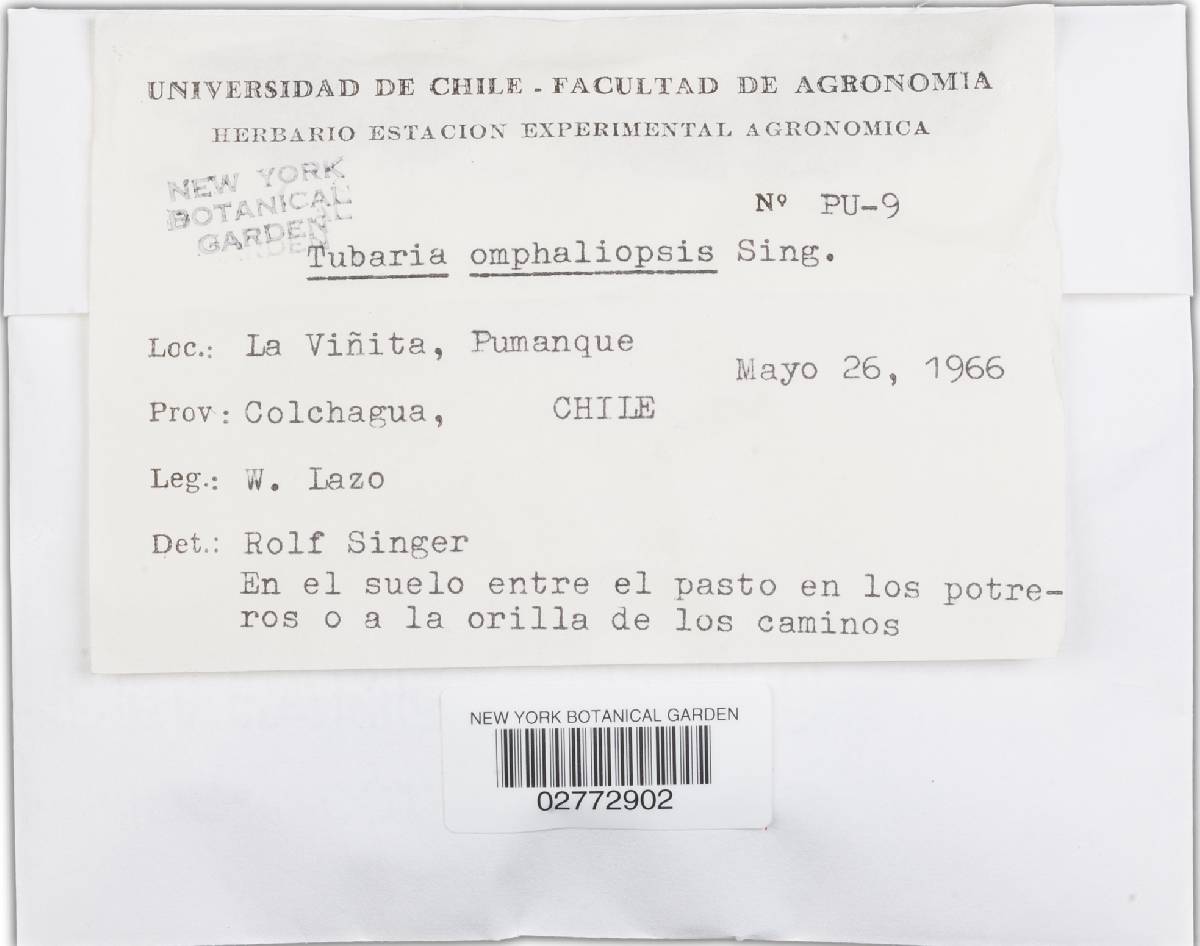 UNIVERSIDAD DE CHILE - FACULTAD DE AGRONOMIA
HERBARIO ESTACION EXPERIMENTAL AGRONOMICA
NEW YORK
BOTANICAL
GARDEN
Nº PU-9
Tubaria omphaliopsis Sing.
Loc.: La Viñita, Pumanque
Mayo 26, 1966
Prov: Colchagua, CHILE
Leg.: W. Lazo
Det.: Rolf Singer
En el suelo entre el pasto en los potre-
ros o a la orilla de los caminos
NEW YORK BOTANICAL GARDEN
02772902